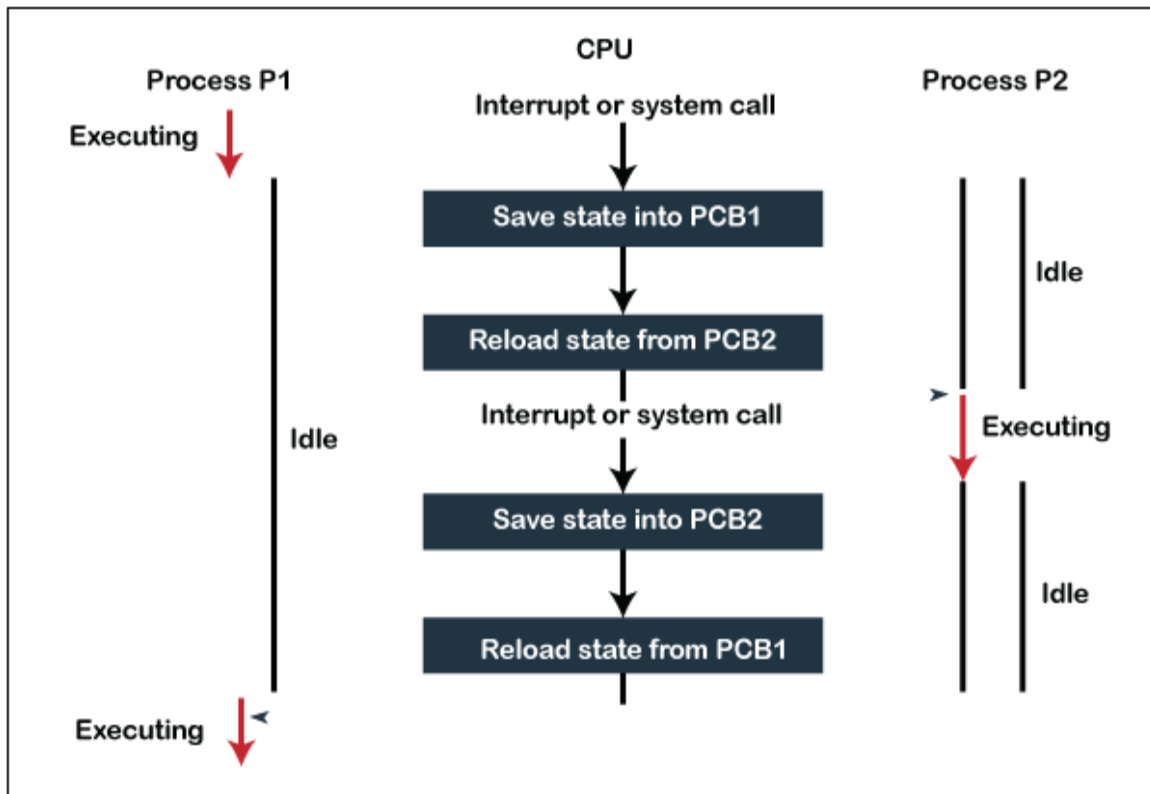 CPU
Process P1
Process P2
Interrupt or system call
Executing
Save state into PCB1
Idle
Reload state from PCB2
Interrupt or system call
Executing
Idle
Save state into PCB2
Idle
Reload state from PCB1
Executing